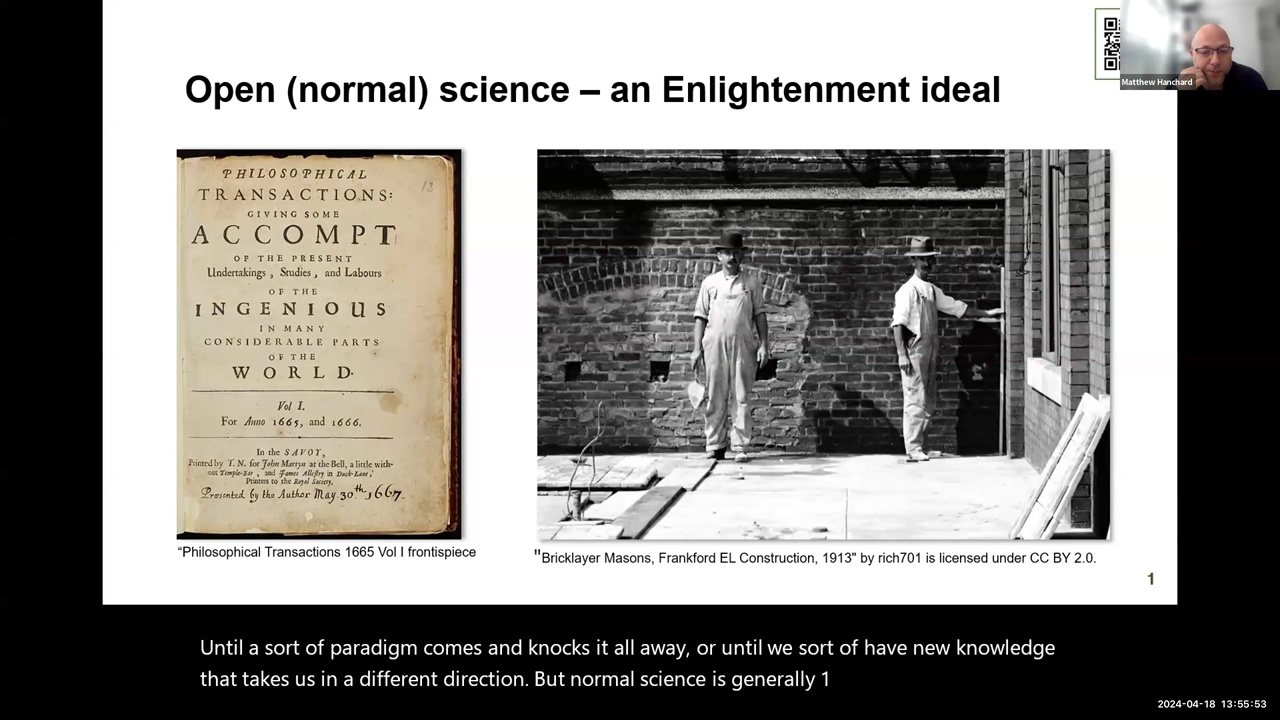 Open (normal) science – an Enlightenment ideal
Matthew Hanchard
PHILOSOPHICAL
TRANSACTIONS:
GIVING SOME
ACCOMPT
OF THE PRESENT
Undertakings, Studies, and Labours
OF THE
INGENIOUS
IN MANY
CONSIDERABLE PARTS
OF THE
WORLD.
Vol I.
For Anno 1665, and 1666.
In the SAVOY,
Printed by T. N. for John Martyn at the Bell, a little with-
out Temple-Bar, and James Allestry in Duck-Lane,
Printers to the Royal Society.
Presented by the Author May. 30th 1667.
13
“Philosophical Transactions 1665 Vol I frontispiece
"Bricklayer Masons, Frankford EL Construction, 1913" by rich701 is licensed under CC BY 2.0.
1
Until a sort of paradigm comes and knocks it all away, or until we sort of have new knowledge
that takes us in a different direction. But normal science is generally 1
2024-04-18 13:55:53